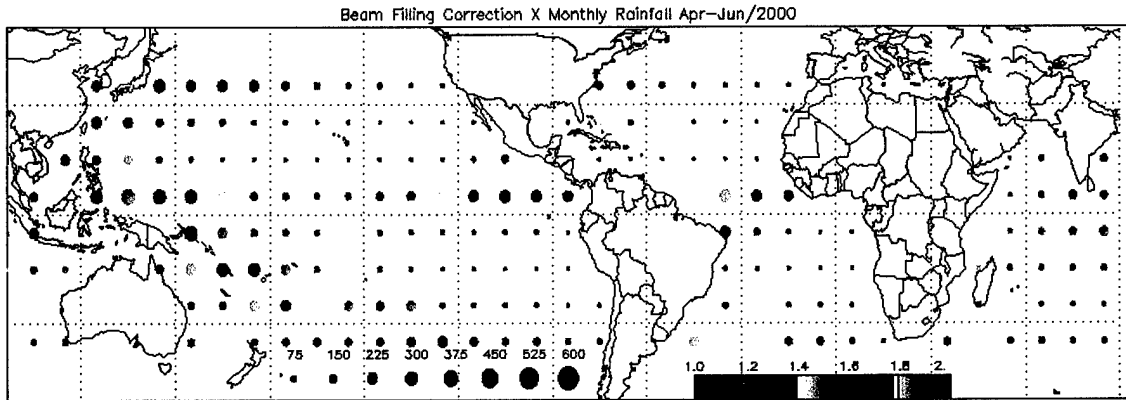 Beam Filling Correction X Monthly Rainfall Apr-Jun/2000
75 150 225 300 375 450 525 600
1.0 1.2 1.4 1.6 1.8 2.